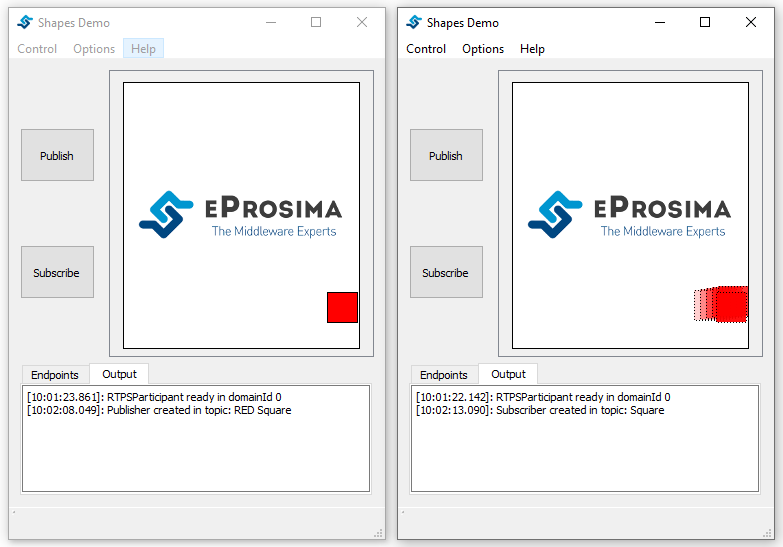 Shapes Demo
Control Options Help
Publish
Subscribe
EPROSIMA
The Middleware Experts
Endpoints Output
[10:01:23.861]: RTPSParticipant ready in domainId 0
[10:02:08.049]: Publisher created in topic: RED Square
Shapes Demo
Control Options Help
Publish
Subscribe
EPROSIMA
The Middleware Experts
Endpoints Output
[10:01:22.142]: RTPSParticipant ready in domainId 0
[10:02:13.090]: Subscriber created in topic: Square